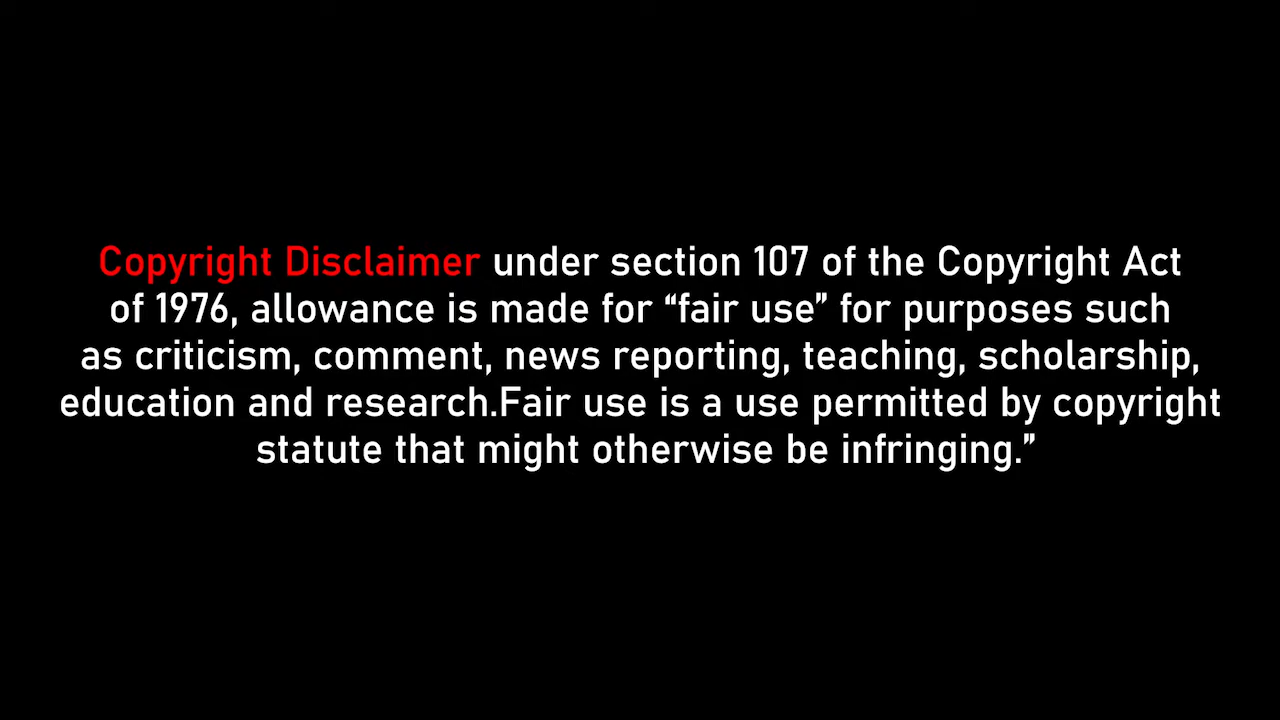 Copyright Disclaimer under section 107 of the Copyright Act
of 1976, allowance is made for “fair use” for purposes such
as criticism, comment, news reporting, teaching, scholarship,
education and research.Fair use is a use permitted by copyright
statute that might otherwise be infringing.”